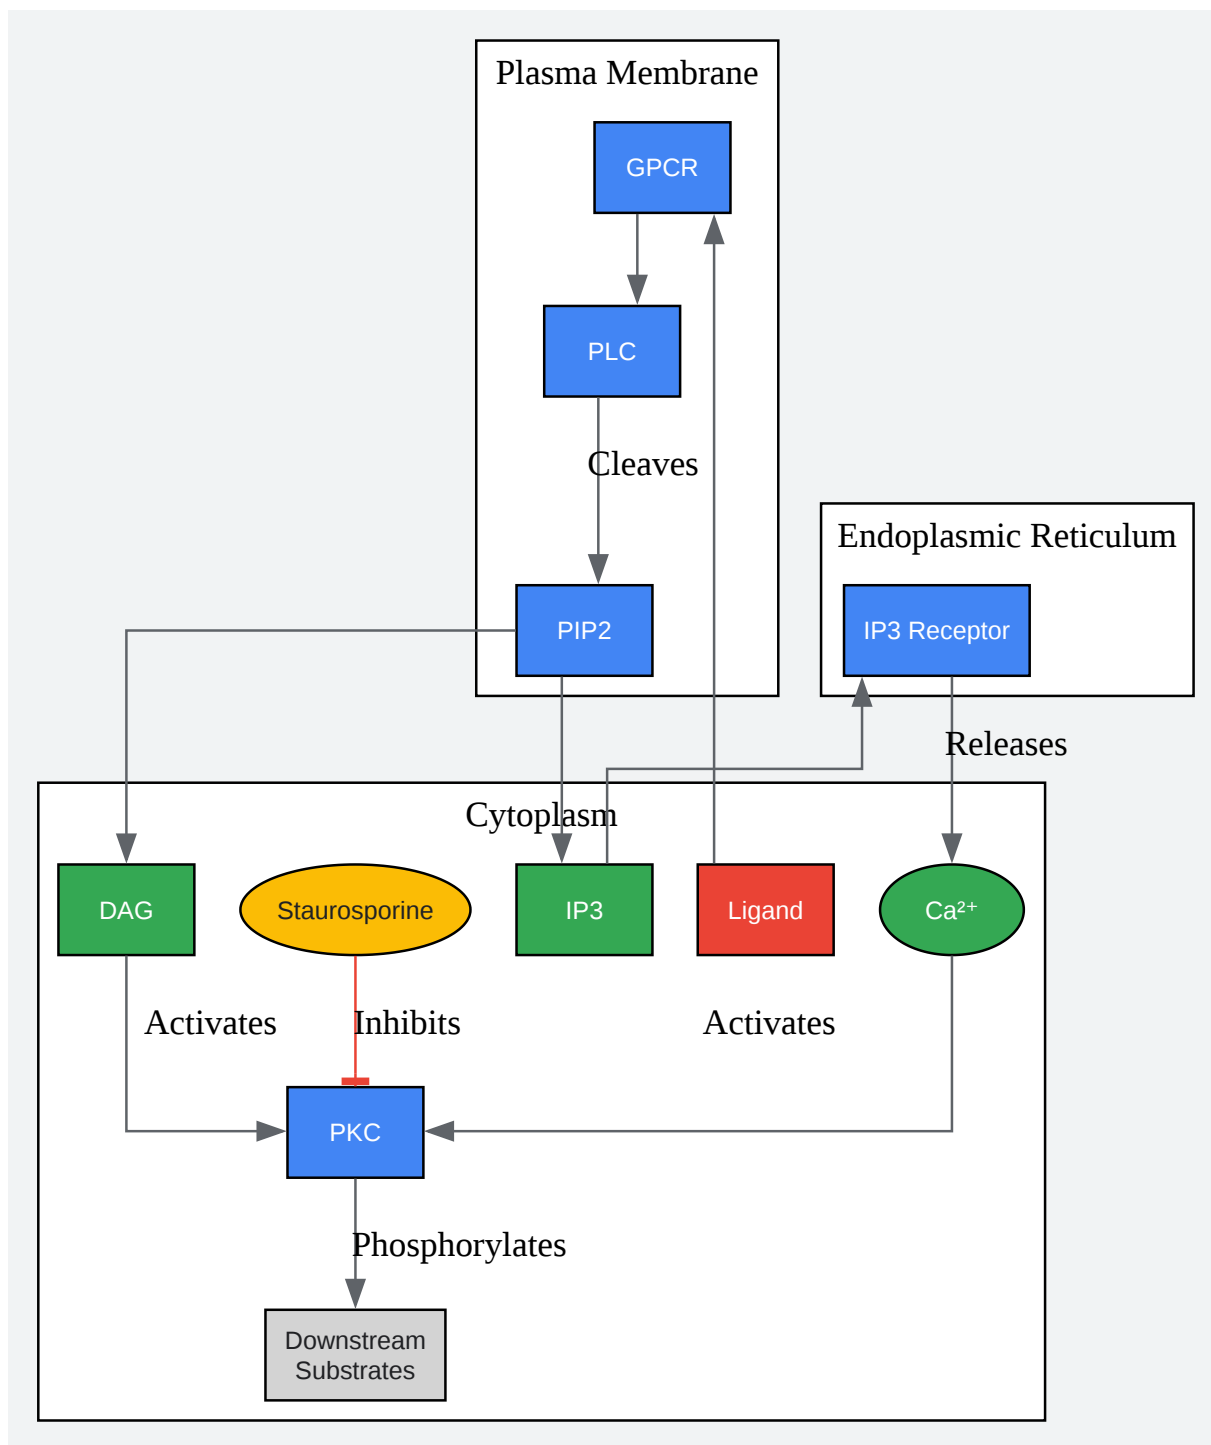 Plasma Membrane
GPCR
PLC
Cleaves
Endoplasmic Reticulum
PIP2
IP3 Receptor
Releases
Cytoplasm
DAG
Staurosporine
IP3
Ligand
Ca²⁺
Activates
Inhibits
Activates
PKC
Phosphorylates
Downstream
Substrates